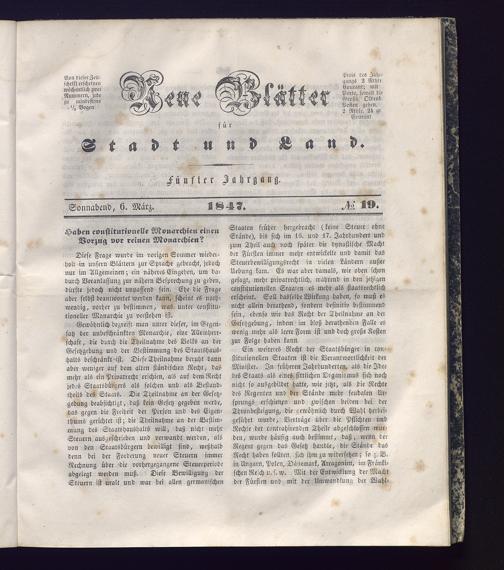 Von dieser Zeit-
schrift erscheinen
wöchentlich zwei
Nummern, jede
zu mindestens
½ Bogen
Neue Blätter
für
Stadt und Land.
Fünfter Jahrgang.
Preis des Jahr-
gangs 2 Rthlr.
Courant; mit
Porto, soweit die
Großh. Oldenb.
Posten gehen,
2 Rthlr. 24 gr.
Courant
Sonnabend, 6. März. 1847. № 19.
Haben constitutionelle Monarchien einen
Vorzug vor reinen Monarchien?
Diese Frage wurde im vorigen Sommer wieder-
holt in unsern Blättern zur Sprache gebracht, jedoch
nur im Allgemeinen; ein näheres Eingehen, um da-
durch Veranlassung zur nähern Besprechung zu geben,
dürfte jedoch nicht unpassend sein. Ehe die Frage
aber selbst beantwortet werden kann, scheint es noth-
wendig, vorher zu bestimmen, was unter constitutio-
neller Monarchie zu verstehen ist.
Gewöhnlich begreift man unter dieser, im Gegen-
satz der unbeschränkten Monarchie, eine Alleinherr-
schaft, die durch die Theilnahme des Volks an der
Gesetzgebung und der Bestimmung des Staatshaus-
halts beschränkt ist. Diese Theilnahme beruht dann
aber weniger auf dem alten ständischen Recht, das
mehr als ein Privatrecht erschien, als auf dem Recht
jedes Staatsbürgers als solchen und als Bestand-
theils des Staats. Die Theilnahme an der Gesetz-
gebung beabsichtigt, daß kein Gesetz gegeben werde,
das gegen die Freiheit der Person und des Eigen-
thums gerichtet ist; die Theilnahme an der Bestim-
mung des Staatshaushalts will, daß nicht mehr
Steuern ausgeschrieben und verwandt werden, als
von den Staatsbürgern bewilligt sind, weshalb
denn bei der Forderung neuer Steuern immer
Rechnung über die vorhergegangene Steuerperiode
abgelegt werden muß. Diese Bewilligung der
Steuern ist uralt und war bei allen germanischen
Staaten früher hergebracht (keine Steuer ohne
Stände), bis sich im 16. und 17. Jahrhundert und
zum Theil auch noch später die dynastische Macht
der Fürsten immer mehr entwickelte und damit das
Steuerbewilligungsrecht in vielen Ländern außer
Uebung kam. Es war aber damals, wie oben schon
gesagt, mehr privatrechtlich, während in den jetzigen
constitutionellen Staaten es mehr als staatsrechtlich
erscheint. Soll dasselbe Wirkung haben, so muß es
nicht allein berathend, sondern definitiv bestimmend
sein, ebenso wie das Recht der Theilnahme an der
Gesetzgebung, indem ein bloß berathendes Recht so
wenig mehr als leere Form ist und das große Kosten
zur Folge haben kann.
Ein weiteres Recht der Staatsbürger in con-
stitutionellen Staaten ist die Verantwortlichkeit der
Minister. In früheren Jahrhunderten, als die Idee
des Staats als eines sittlichen Organismus sich noch
nicht so ausgebildet hatte, wie jetzt, als die Rechte
des Regenten und der Stände mehr feudalen Ur-
sprungs erschienen und zwischen beiden bei der
Thronbesteigung, die gewöhnlich durch Wahl herbei-
geführt wurde, Verträge über die Pflichten und
Rechte der contrahirenden Theile abgeschlossen wur-
den, wurde häufig auch bestimmt, daß, wenn der
Regent gegen das Gesetz handle, die Stände das
Recht haben sollten, sich ihm zu widersetzen; so z. B.
in Ungarn, Polen, Dänemark, Arragonien, im Fränki-
schen Reich u. s. w. Mit der Entwicklung der Macht
der Fürsten und mit der Umwandlung der Wahl-